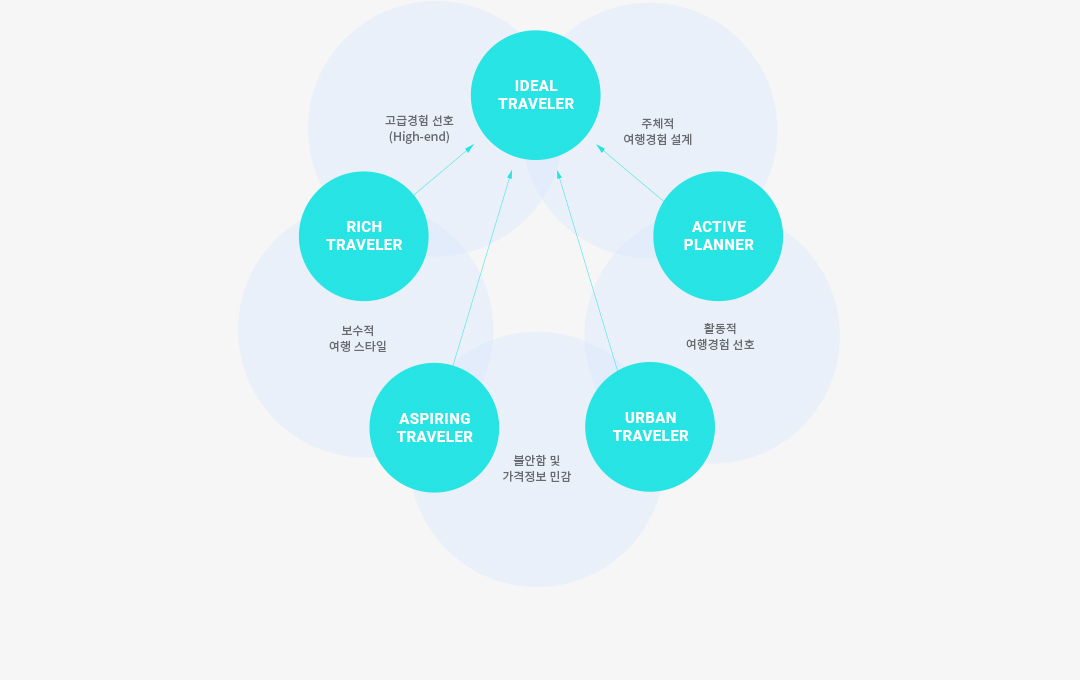 IDEAL
TRAVELER
고급경험 선호
(High-end)
주체적
여행경험 설계
RICH
TRAVELER
ACTIVE
PLANNER
보수적
여행 스타일
활동적
여행경험 선호
ASPIRING
TRAVELER
URBAN
TRAVELER
불안함 및
가격정보 민감